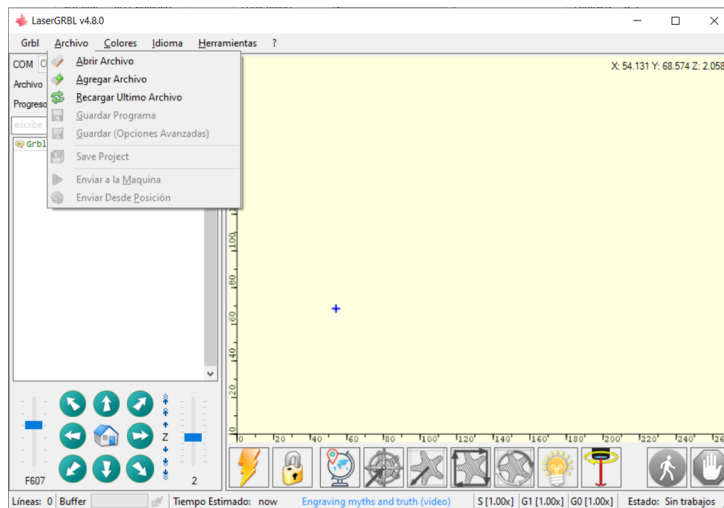 LaserGRBL v4.8.0
Grbl Archivo Colores Idioma Herramientas ?
COM
Archivo
Progreso
escribe
Grbl
Abrir Archivo
Agregar Archivo
Recargar Ultimo Archivo
Guardar Programa
Guardar (Opciones Avanzadas)
Save Project
Enviar a la Maquina
Enviar Desde Posición
X: 54.131 Y: 68.574 Z: 2.058
100
80
60
40
20
0
0 20 40 60 80 100 120 140 160 180 200 220 240 26
Z
F607
2
Líneas: 0 Buffer Tiempo Estimado: now Engraving myths and truth (video) S [1.00x] G1 [1.00x] G0 [1.00x] Estado: Sin trabajos